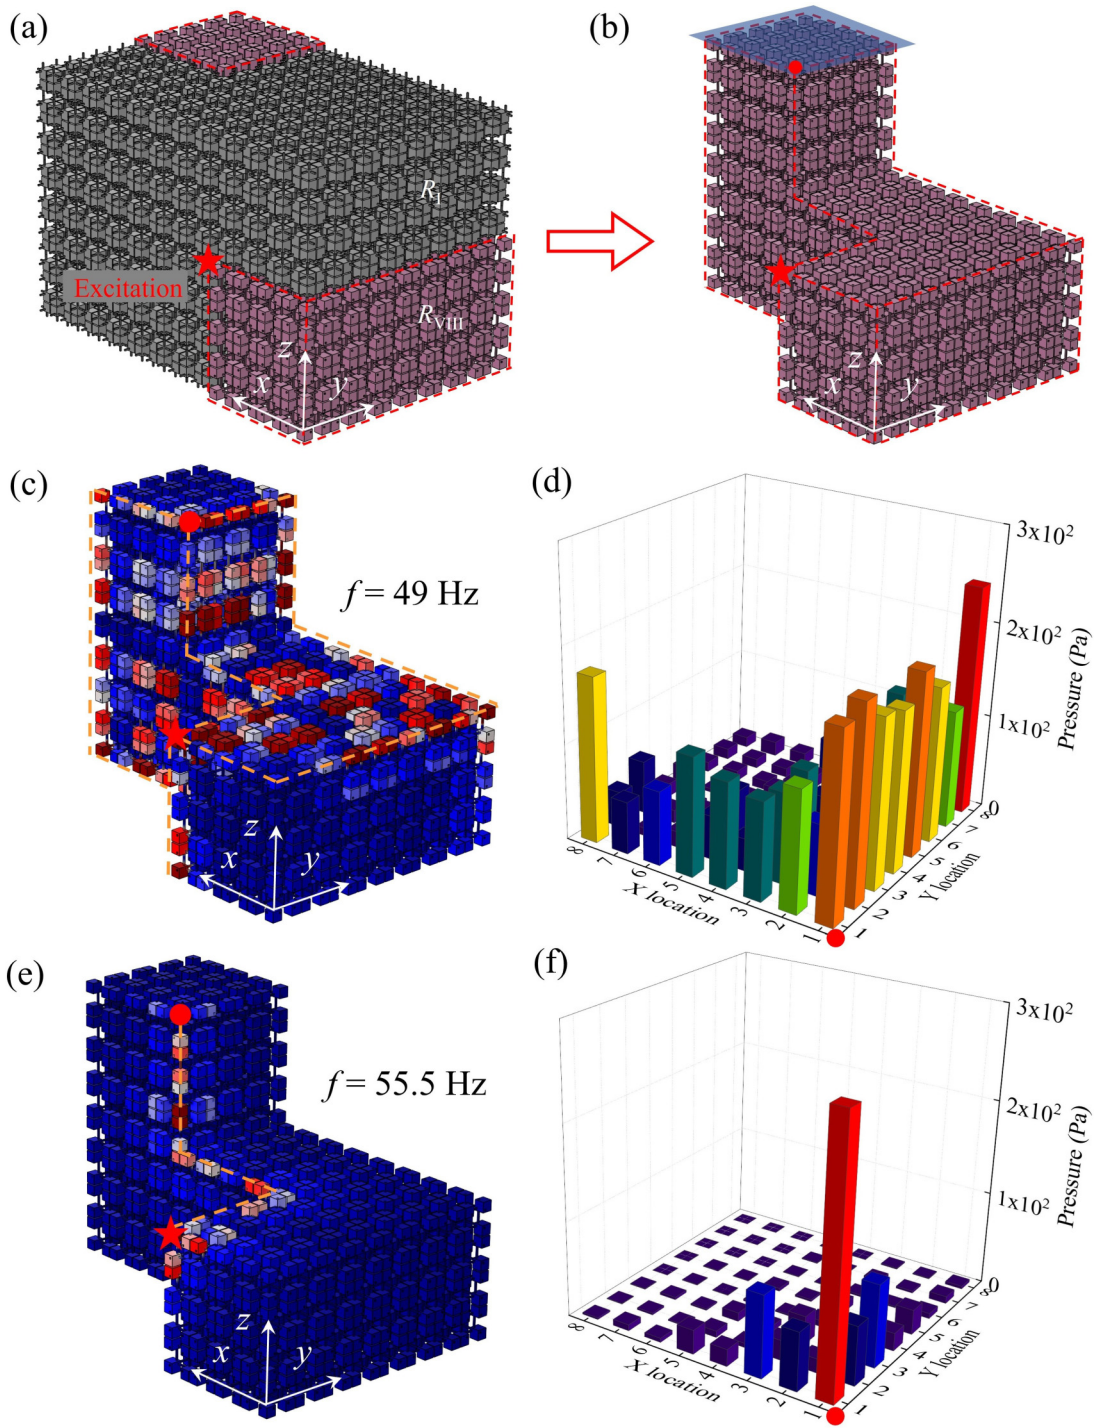 (a)
R_I
Excitation
R_VIII
z
x
y
(b)
z
x
y
(c)
f = 49 Hz
z
x
y
(d)
3x10²
2x10²
1x10²
0
Pressure (Pa)
8
7
6
5
4
3
2
1
X location
1
2
3
4
5
6
7
8
Y location
(e)
f = 55.5 Hz
z
x
y
(f)
3x10²
2x10²
1x10²
0
Pressure (Pa)
8
7
6
5
4
3
2
1
X location
1
2
3
4
5
6
7
8
Y location